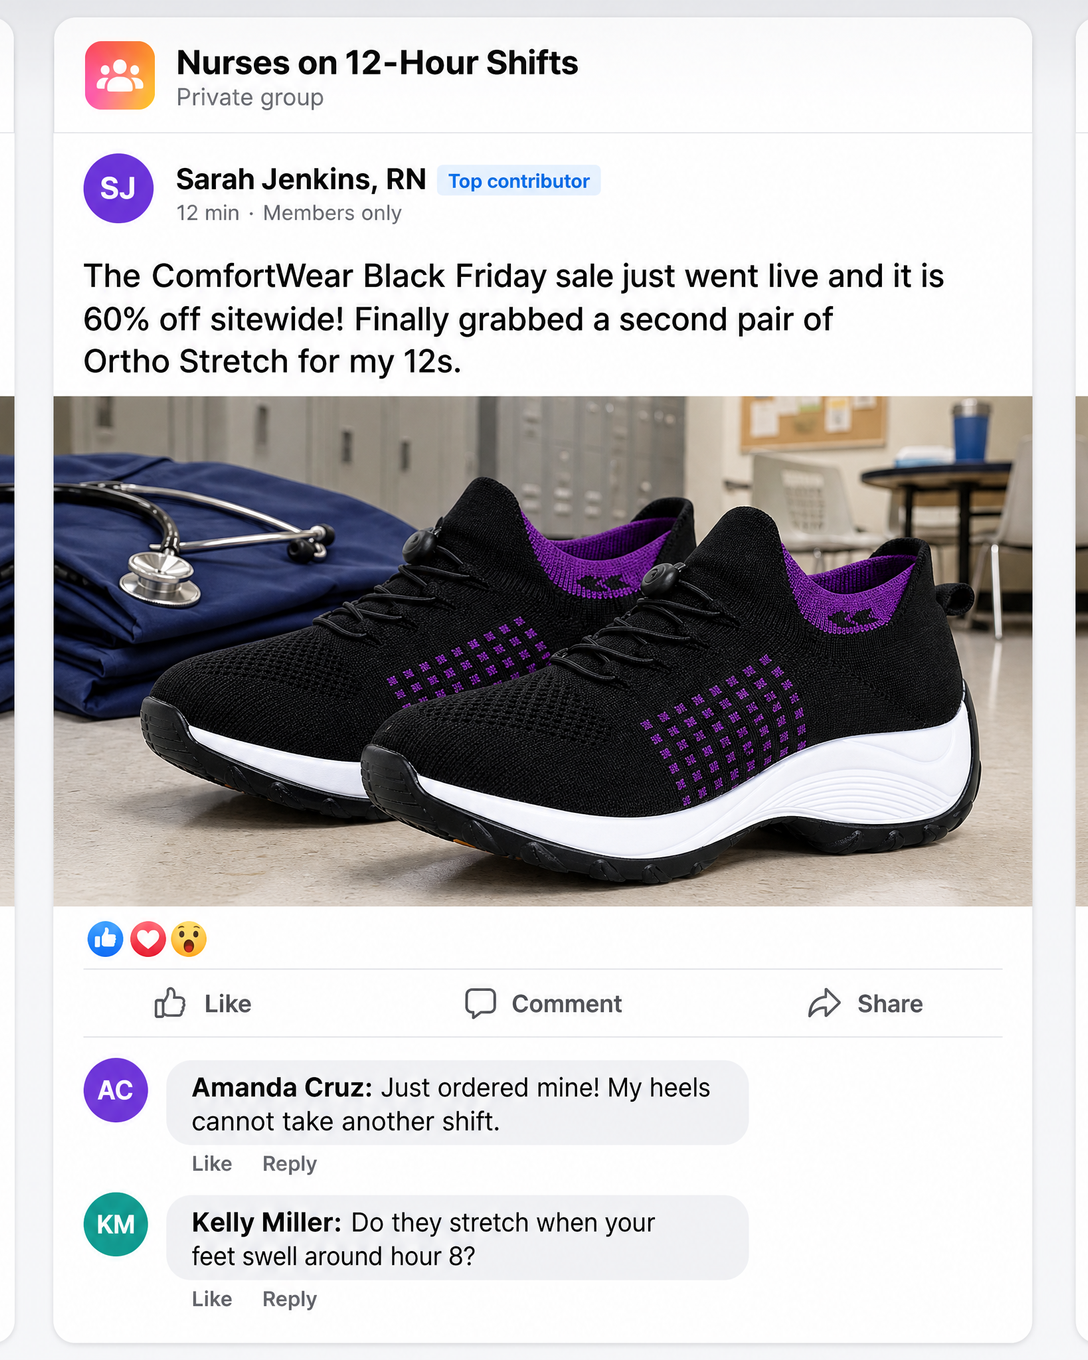 Nurses on 12-Hour Shifts
Private group
SJ
Sarah Jenkins, RN
Top contributor
12 min · Members only
The ComfortWear Black Friday sale just went live and it is
60% off sitewide! Finally grabbed a second pair of
Ortho Stretch for my 12s.
Like
Comment
Share
AC
Amanda Cruz: Just ordered mine! My heels
cannot take another shift.
Like Reply
KM
Kelly Miller: Do they stretch when your
feet swell around hour 8?
Like Reply